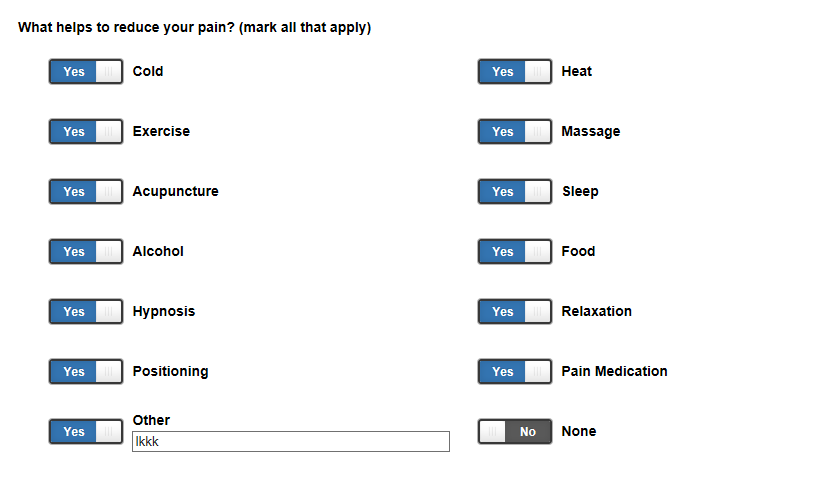 What helps to reduce your pain? (mark all that apply)
Yes Cold Yes Heat
Yes Exercise Yes Massage
Yes Acupuncture Yes Sleep
Yes Alcohol Yes Food
Yes Hypnosis Yes Relaxation
Yes Positioning Yes Pain Medication
Yes Other No None
lkkk